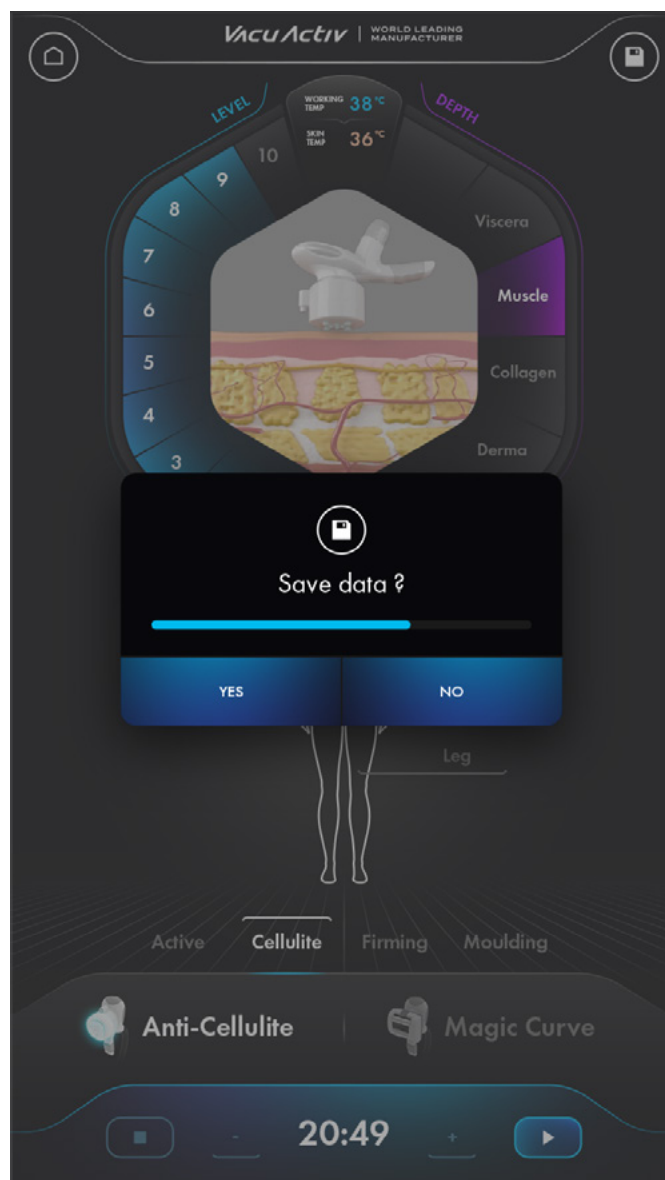 VACUACTIV | WORLD LEADING MANUFACTURER
LEVEL
WORKING TEMP 38 °C
SKIN TEMP 36 °C
DEPTH
10
9
8
7
6
5
4
3
Viscera
Muscle
Collagen
Derma
Save data ?
YES
NO
Leg
Active
Cellulite
Firming
Moulding
Anti-Cellulite
Magic Curve
-
20:49
+